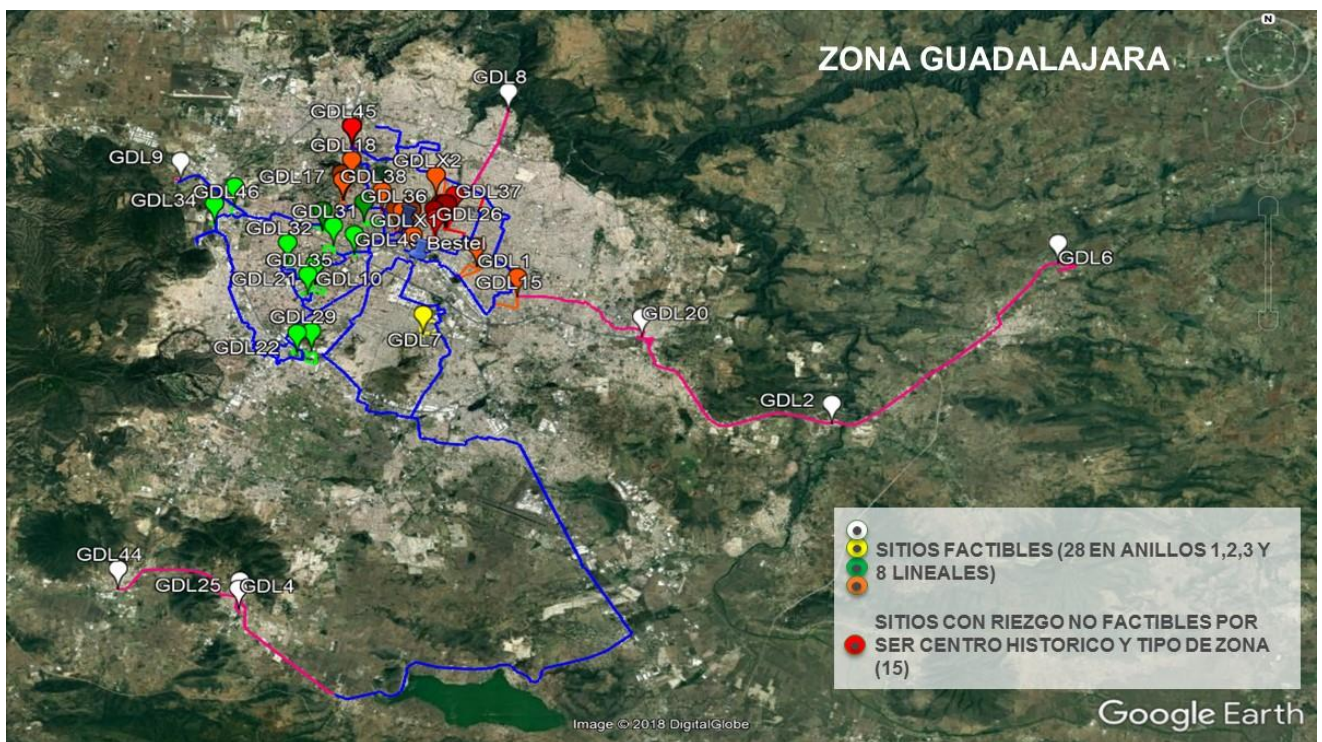 N
ZONA GUADALAJARA
GDL8
GDL45
GDL18
GDL9
GDL17
GDLX2
GDL38
GDL46
GDL34
GDL36
GDL37
GDL31
GDL26
GDLX1
GDL32
GDL49
Bestel
GDL35
GDL1
GDL21
GDL10
GDL15
GDL6
GDL20
GDL29
GDL7
GDL22
GDL2
GDL44
GDL25
GDL4
SITIOS FACTIBLES (28 EN ANILLOS 1,2,3 Y
8 LINEALES)
SITIOS CON RIEZGO NO FACTIBLES POR
SER CENTRO HISTORICO Y TIPO DE ZONA
(15)
Image © 2018 DigitalGlobe
Google Earth